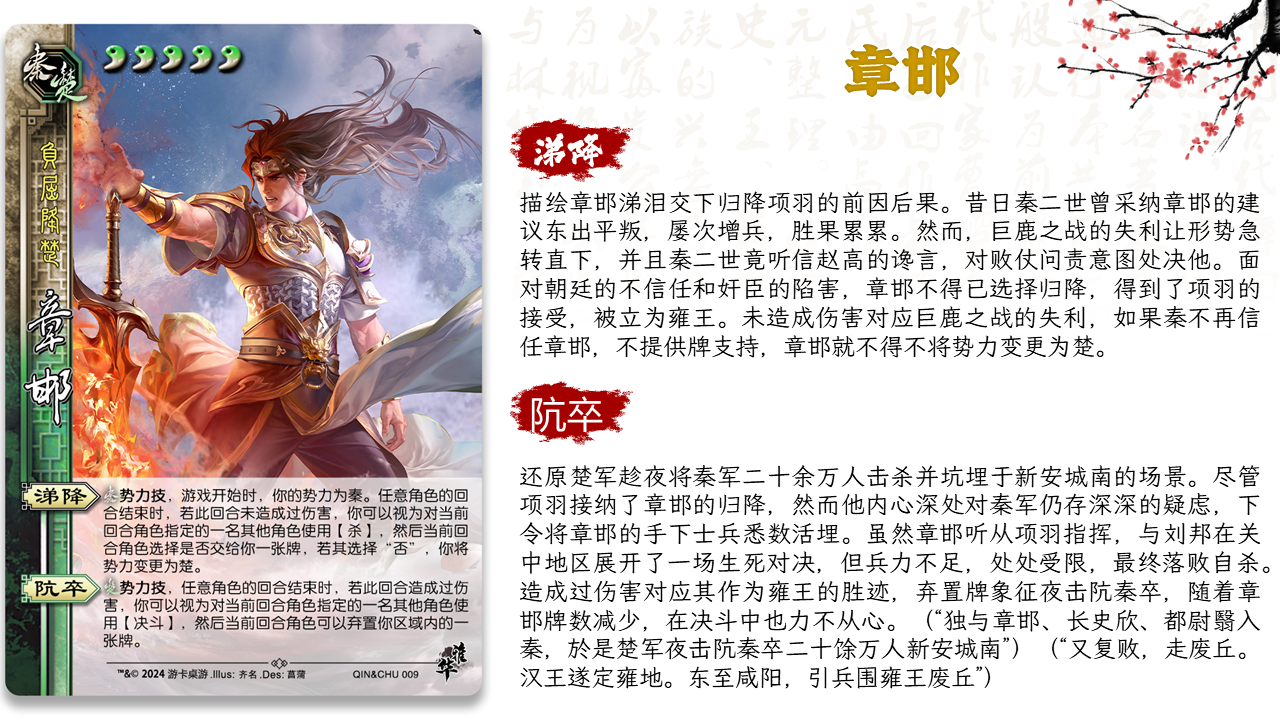 秦
楚
負屈降楚
章邯
涕降
秦势力技，游戏开始时，你的势力为秦。任意角色的回
合结束时，若此回合未造成过伤害，你可以视为对当前
回合角色指定的一名其他角色使用【杀】，然后当前回
合角色选择是否交给你一张牌，若其选择“否”，你将
势力变更为楚。
阬卒
楚势力技，任意角色的回合结束时，若此回合造成过伤
害，你可以视为对当前回合角色指定的一名其他角色使
用【决斗】，然后当前回合角色可以弃置你区域内的一
张牌。
™&© 2024 游卡桌游 .Illus: 齐名 .Des: 菖蒲
QIN&CHU 009
淮华
章邯
涕降
描绘章邯涕泪交下归降项羽的前因后果。昔日秦二世曾采纳章邯的建
议东出平叛，屡次增兵，胜果累累。然而，巨鹿之战的失利让形势急
转直下，并且秦二世竟听信赵高的谗言，对败仗问责意图处决他。面
对朝廷的不信任和奸臣的陷害，章邯不得已选择归降，得到了项羽的
接受，被立为雍王。未造成伤害对应巨鹿之战的失利，如果秦不再信
任章邯，不提供牌支持，章邯就不得不将势力变更为楚。
阬卒
还原楚军趁夜将秦军二十余万人击杀并坑埋于新安城南的场景。尽管
项羽接纳了章邯的归降，然而他内心深处对秦军仍存深深的疑虑，下
令将章邯的手下士兵悉数活埋。虽然章邯听从项羽指挥，与刘邦在关
中地区展开了一场生死对决，但兵力不足，处处受限，最终落败自杀。
造成过伤害对应其作为雍王的胜迹，弃置牌象征夜击阬秦卒，随着章
邯牌数减少，在决斗中也力不从心。（“独与章邯、长史欣、都尉翳入
秦，於是楚军夜击阬秦卒二十馀万人新安城南”）（“又复败，走废丘。
汉王遂定雍地。东至咸阳，引兵围雍王废丘”）